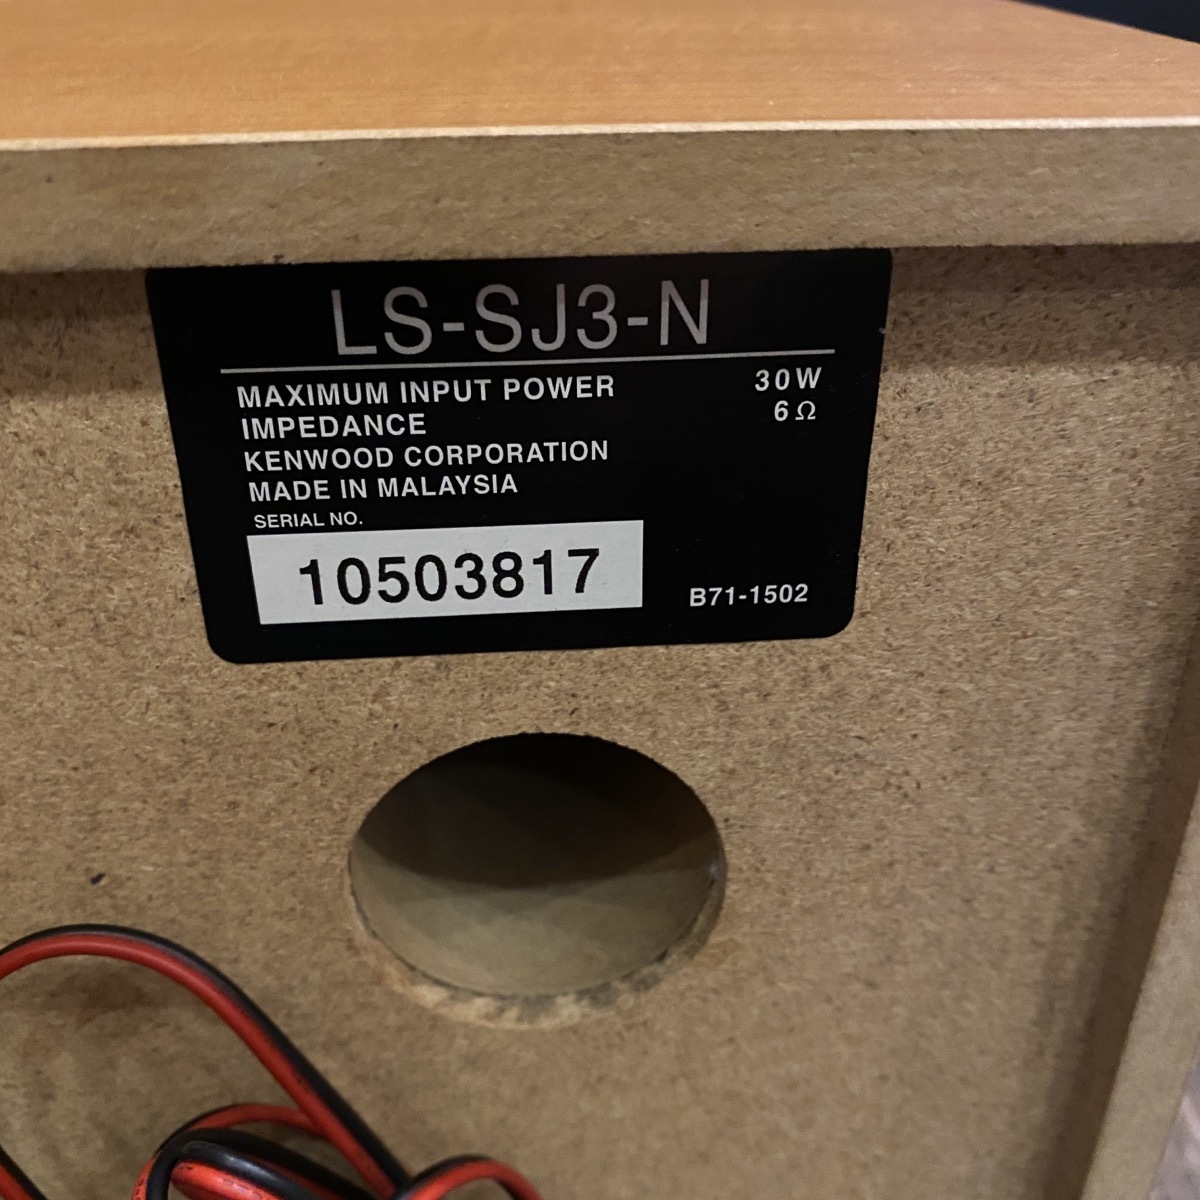 LS-SJ3-N
MAXIMUM INPUT POWER 30W
IMPEDANCE 6Ω
KENWOOD CORPORATION
MADE IN MALAYSIA
SERIAL NO.
10503817
B71-1502